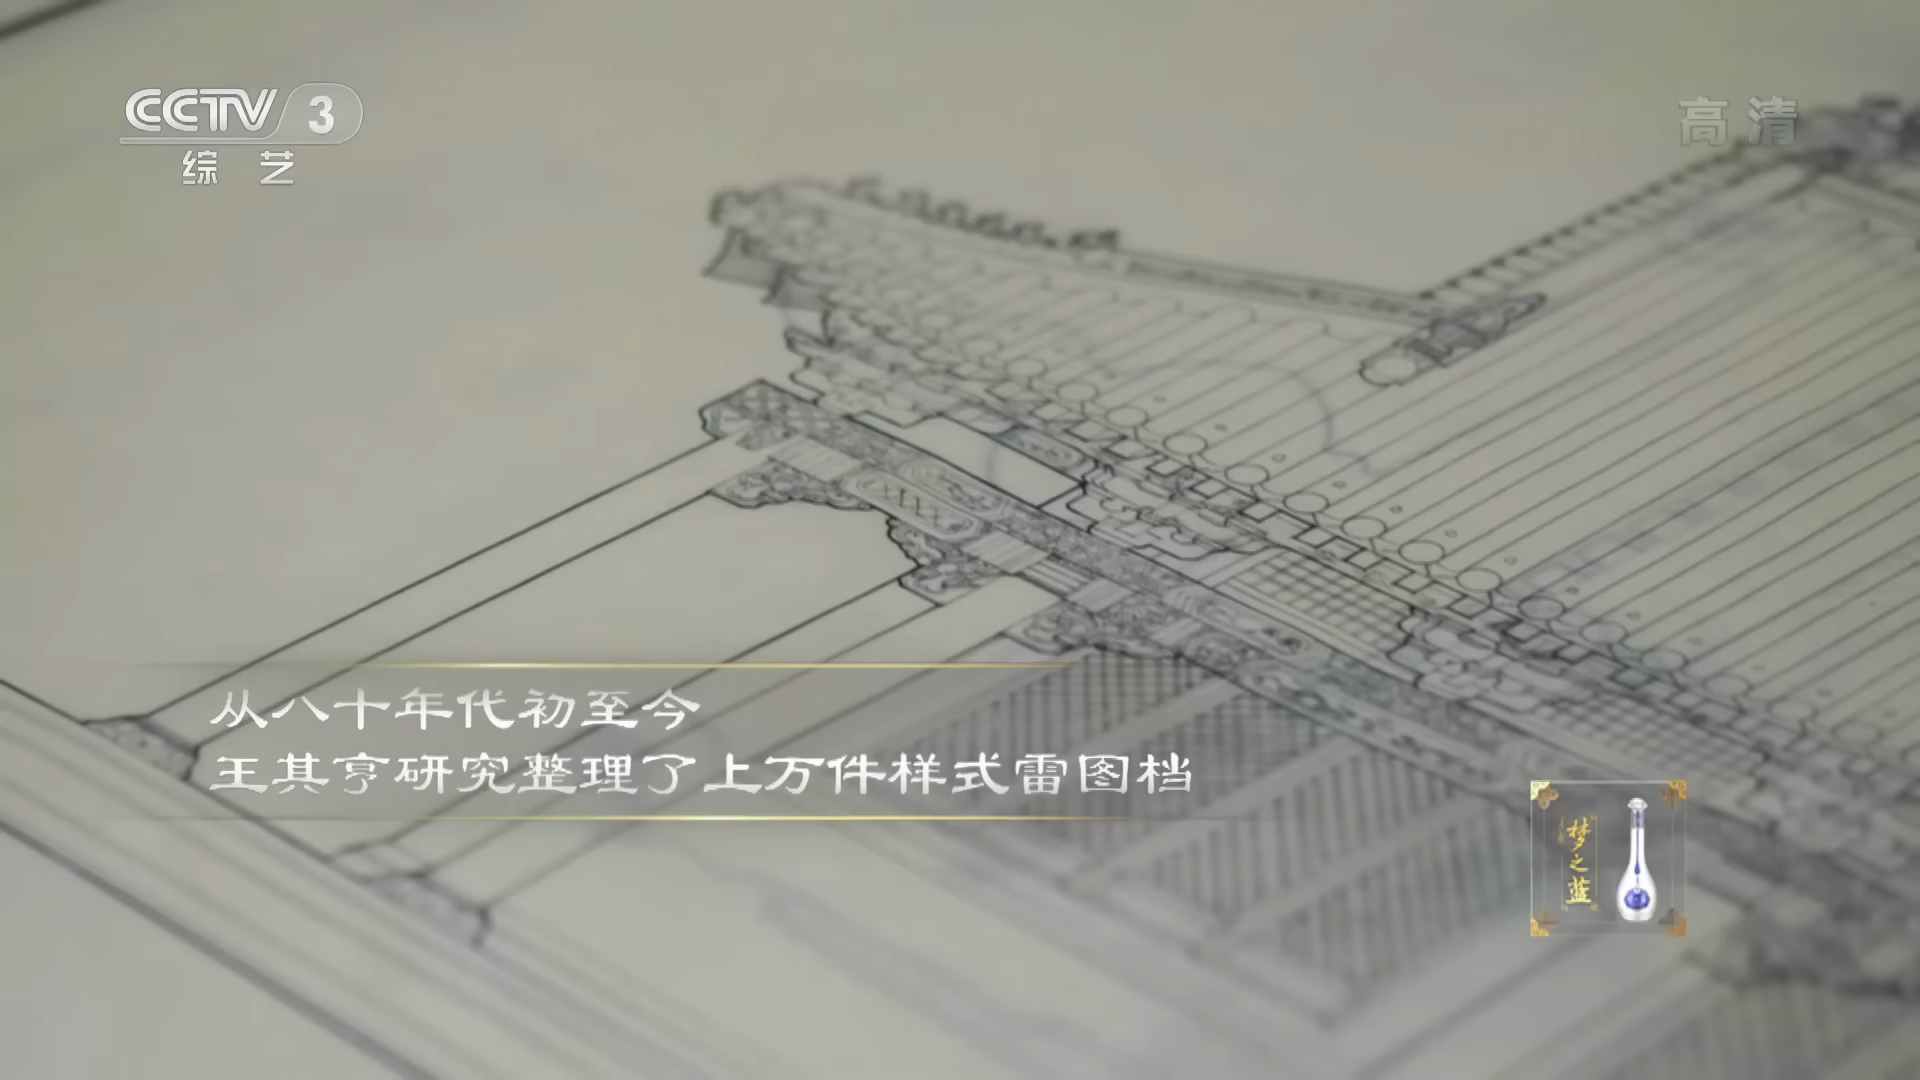 CCTV 3
综艺
高清
从八十年代初至今
王其亨研究整理了上万件样式雷图档
梦之蓝